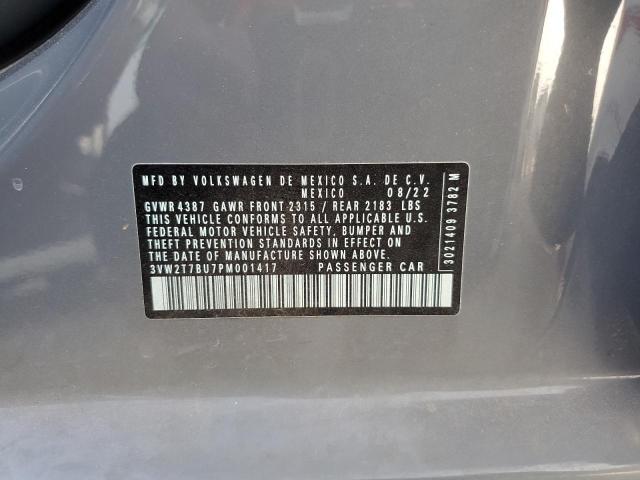 MFD BY VOLKSWAGEN DE MEXICO S.A. DE C.V.
MEXICO 08/22
GVWR 4387 GAWR FRONT 2315 / REAR 2183 LBS
THIS VEHICLE CONFORMS TO ALL APPLICABLE U.S.
FEDERAL MOTOR VEHICLE SAFETY, BUMPER AND
THEFT PREVENTION STANDARDS IN EFFECT ON
THE DATE OF MANUFACTURE SHOWN ABOVE.
3VW2T7BU7PM001417 PASSENGER CAR
3021409 3782 M